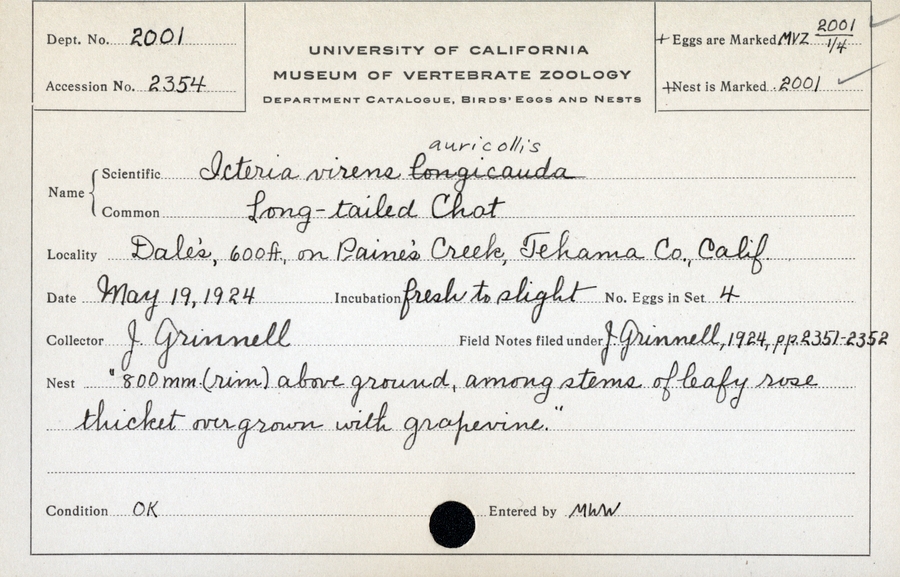 Dept. No. 2001
Accession No. 2354
UNIVERSITY OF CALIFORNIA
MUSEUM OF VERTEBRATE ZOOLOGY
DEPARTMENT CATALOGUE, BIRDS' EGGS AND NESTS
+ Eggs are Marked MVZ 2001
1/4
+ Nest is Marked 2001
auricollis
Name { Scientific Icteria virens longicauda
Common Long-tailed Chat
Locality Dale's, 600ft., on Paine's Creek, Tehama Co., Calif.
Date May 19, 1924 Incubation fresh to slight No. Eggs in Set 4
Collector J. Grinnell Field Notes filed under J. Grinnell, 1924, pp. 2351-2352
Nest "800mm. (rim) above ground, among stems of leafy rose
thicket overgrown with grapevine."
Condition OK Entered by MWW